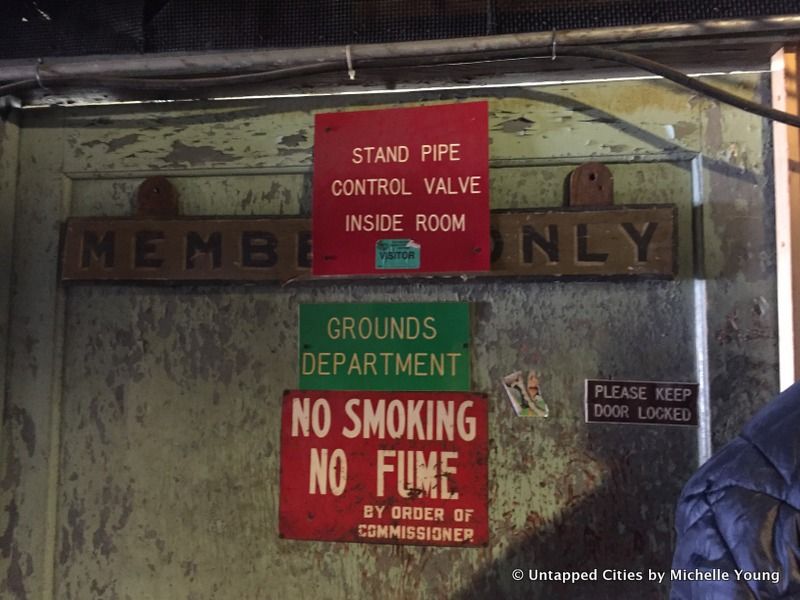 STAND PIPE
CONTROL VALVE
INSIDE ROOM
VISITOR
MEMBE ONLY
GROUNDS
DEPARTMENT
NO SMOKING
NO FUME
BY ORDER OF
COMMISSIONER
PLEASE KEEP
DOOR LOCKED
© Untapped Cities by Michelle Young